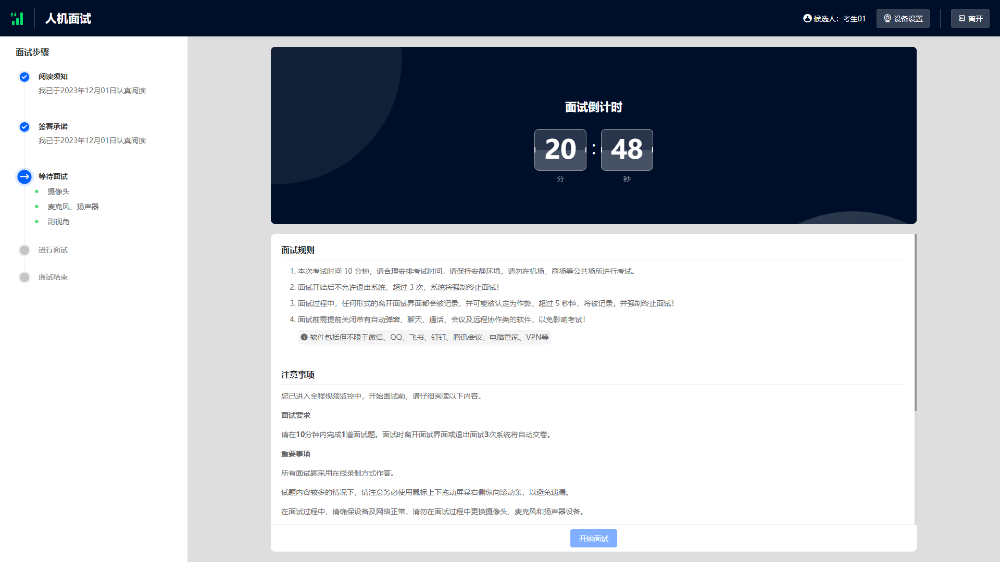 人机面试
候选人：考生01
设备设置
离开
面试步骤
阅读须知
我已于2023年12月01日认真阅读
签署承诺
我已于2023年12月01日认真阅读
等待面试
摄像头
麦克风、扬声器
副视角
进行面试
面试结束
面试倒计时
20 : 48
分 秒
面试规则
1. 本次考试时间 10 分钟，请合理安排考试时间。请保持安静环境，请勿在机场、商场等公共场所进行考试。
2. 面试开始后不允许退出系统，超过 3 次，系统将强制终止面试！
3. 面试过程中，任何形式的离开面试界面都会被记录，并可能被认定为作弊，超过 5 秒钟，将被记录，并强制终止面试！
4. 面试前需提前关闭带有自动弹窗、聊天、通话、会议及远程协作类的软件，以免影响考试！
软件包括但不限于微信、QQ、飞书、钉钉、腾讯会议、电脑管家、VPN等
注意事项
您已进入全程视频监控中，开始面试前，请仔细阅读以下内容。
面试要求
请在10分钟内完成1道面试题。面试时离开面试界面或退出面试3次系统将自动交卷。
重要事项
所有面试题采用在线录制方式作答。
试题内容较多的情况下，请注意务必使用鼠标上下拖动屏幕右侧纵向滚动条，以避免遗漏。
在面试过程中，请确保设备及网络正常，请勿在面试过程中更换摄像头、麦克风和扬声器设备。
开始面试